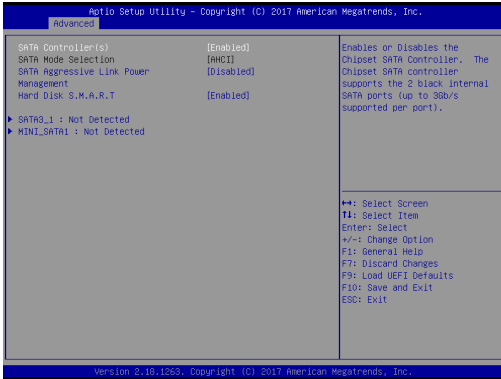 Aptio Setup Utility – Copyright (C) 2017 American Megatrends, Inc.
Advanced
SATA Controller(s) [Enabled]
SATA Mode Selection [AHCI]
SATA Aggressive Link Power [Disabled]
Management
Hard Disk S.M.A.R.T [Enabled]
SATA3_1 : Not Detected
MINI_SATA1 : Not Detected
Enables or Disables the
Chipset SATA Controller. The
Chipset SATA controller
supports the 2 black internal
SATA ports (up to 3Gb/s
supported per port).
↔: Select Screen
↑↓: Select Item
Enter: Select
+/-: Change Option
F1: General Help
F7: Discard Changes
F9: Load UEFI Defaults
F10: Save and Exit
ESC: Exit
Version 2.18.1263. Copyright (C) 2017 American Megatrends, Inc.